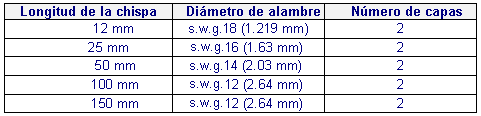 Longitud de la chispa Diámetro de alambre Número de capas
12 mm s.w.g.18 (1.219 mm) 2
25 mm s.w.g.16 (1.63 mm) 2
50 mm s.w.g.14 (2.03 mm) 2
100 mm s.w.g.12 (2.64 mm) 2
150 mm s.w.g.12 (2.64 mm) 2